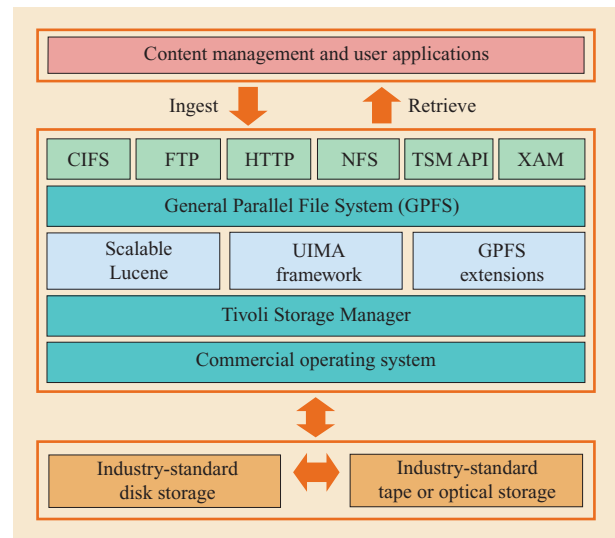 Content management and user applications
Ingest
Retrieve
CIFS
FTP
HTTP
NFS
TSM API
XAM
General Parallel File System (GPFS)
Scalable
Lucene
UIMA
framework
GPFS
extensions
Tivoli Storage Manager
Commercial operating system
Industry-standard
disk storage
Industry-standard
tape or optical storage